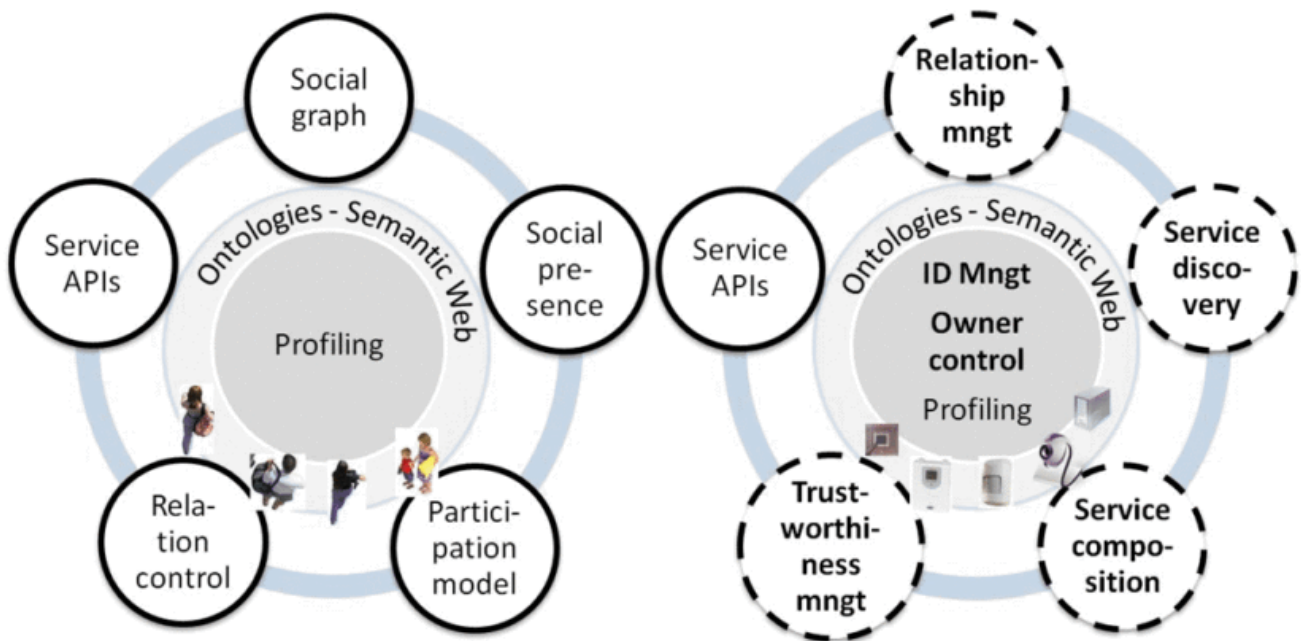 Social
graph
Service
APIs
Ontologies - Semantic Web
Social
pre-
sence
Profiling
Rela-
tion
control
Partici-
pation
model
Relation-
ship
mngt
Service
APIs
Ontologies - Semantic Web
Service
disco-
very
ID Mngt
Owner
control
Profiling
Trust-
worthi-
ness
mngt
Service
compo-
sition